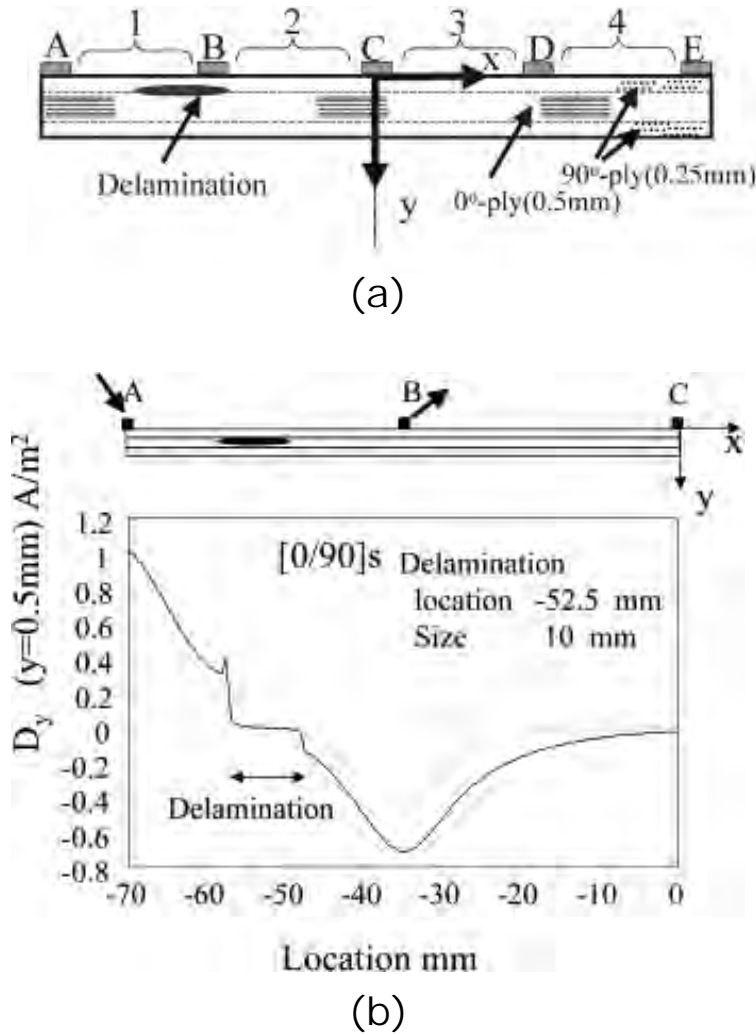 1 2 3 4
A B C D E
x
Delamination
y
0°-ply(0.5mm)
90°-ply(0.25mm)
(a)
A B C
x
y
D_y (y=0.5mm) A/m²
1.2
1
0.8
0.6
0.4
0.2
0
-0.2
-0.4
-0.6
-0.8
[0/90]s Delamination
location -52.5 mm
Size 10 mm
Delamination
-70 -60 -50 -40 -30 -20 -10 0
Location mm
(b)